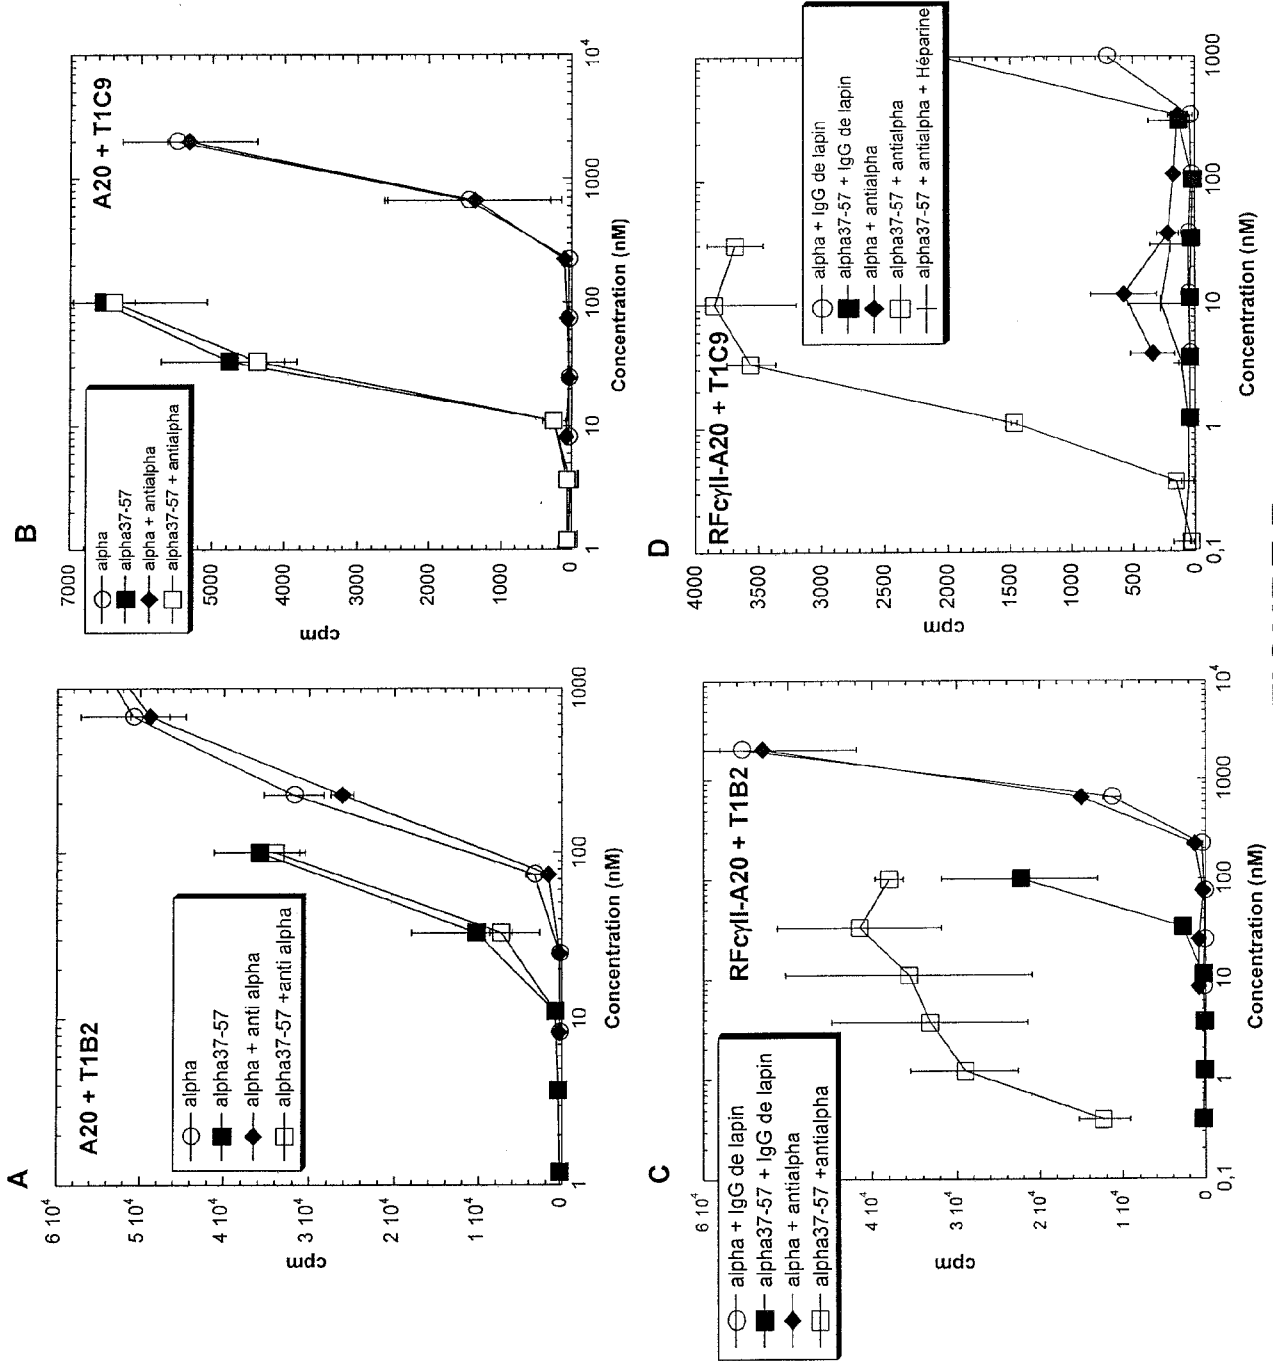 A
A20 + T1B2
alpha
alpha37-57
alpha + anti alpha
alpha37-57 +anti alpha
6 10⁴
5 10⁴
4 10⁴
3 10⁴
2 10⁴
1 10⁴
0
cpm
1
10
100
1000
Concentration (nM)
B
A20 + T1C9
alpha
alpha37-57
alpha + antialpha
alpha37-57 + antialpha
7000
5000
4000
3000
2000
1000
0
cpm
1
10
100
1000
10⁴
Concentration (nM)
C
RFcγII-A20 + T1B2
alpha + IgG de lapin
alpha37-57 + IgG de lapin
alpha + antialpha
alpha37-57 +antialpha
6 10⁴
4 10⁴
3 10⁴
2 10⁴
1 10⁴
0
cpm
0,1
1
10
100
1000
10⁴
Concentration (nM)
D
RFcγII-A20 + T1C9
alpha + IgG de lapin
alpha37-57 + IgG de lapin
alpha + antialpha
alpha37-57 + antialpha
alpha37-57 + antialpha + Héparine
4000
3500
3000
2500
2000
1500
1000
500
0
cpm
0,1
1
10
100
1000
Concentration (nM)